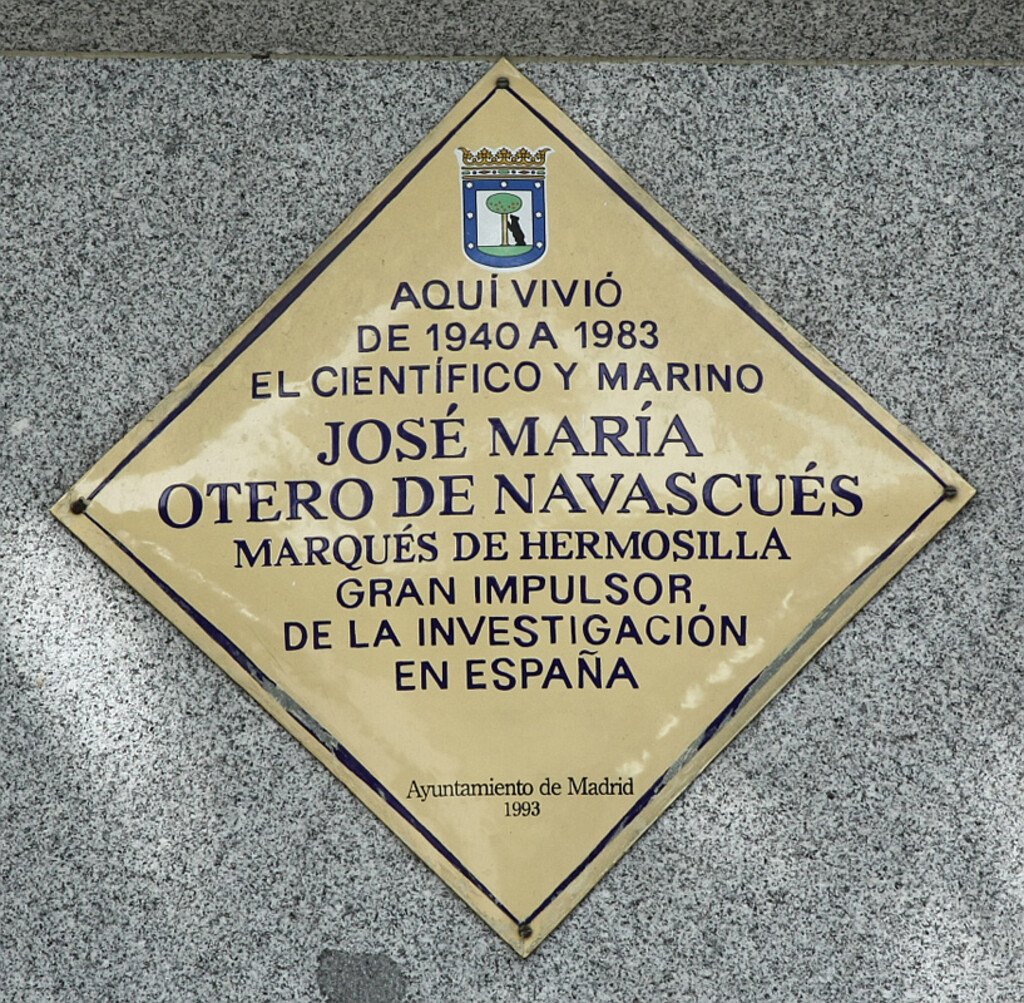 AQUÍ VIVIÓ
DE 1940 A 1983
EL CIENTÍFICO Y MARINO
JOSÉ MARÍA
OTERO DE NAVASCUÉS
MARQUÉS DE HERMOSILLA
GRAN IMPULSOR
DE LA INVESTIGACIÓN
EN ESPAÑA
Ayuntamiento de Madrid
1993